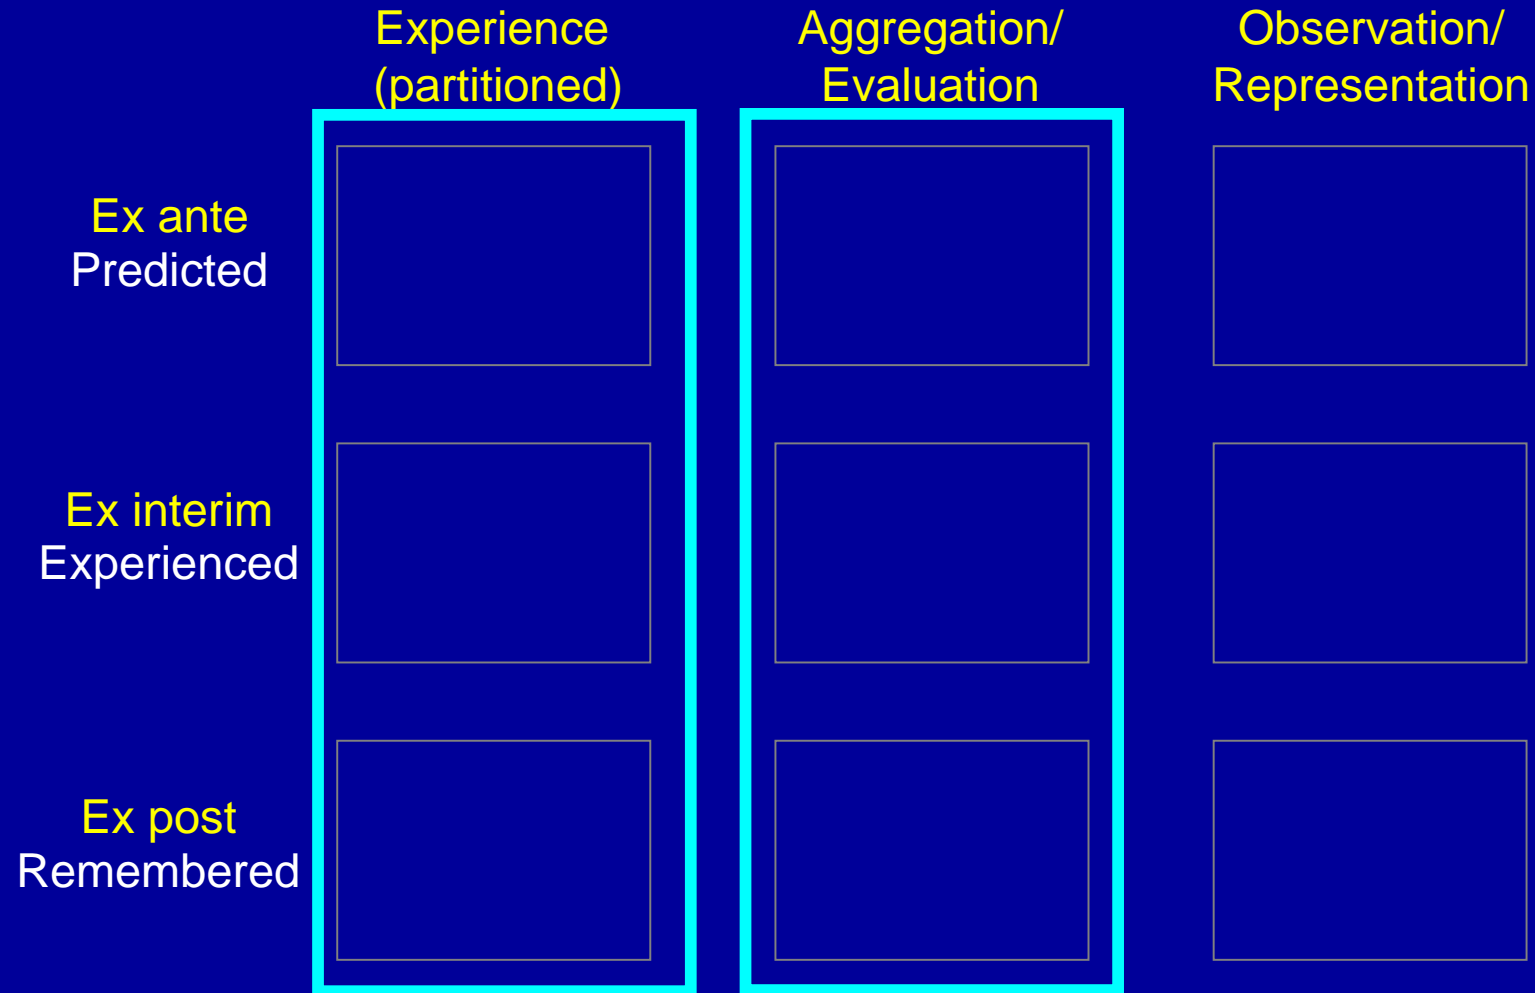 Experience
(partitioned)
Aggregation/
Evaluation
Observation/
Representation
Ex ante
Predicted
Ex interim
Experienced
Ex post
Remembered